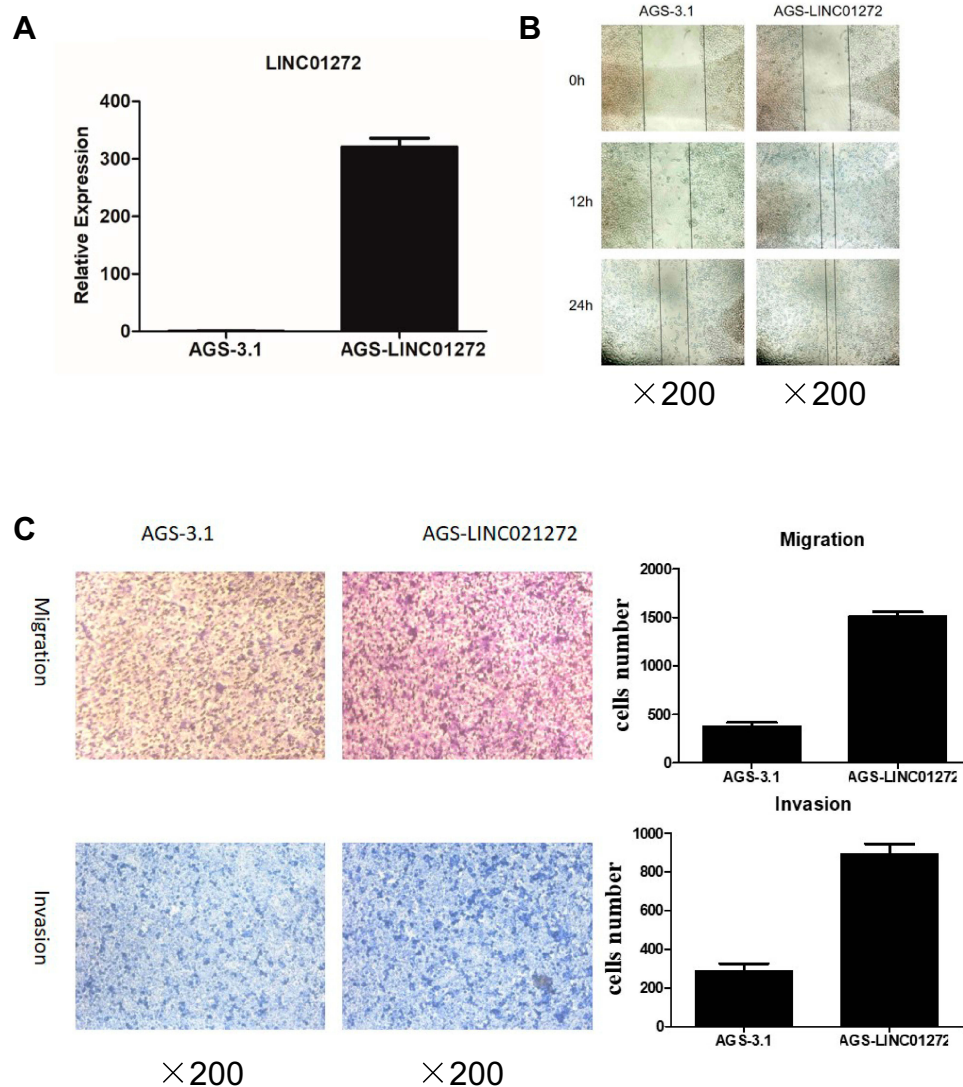 A
LINC01272
Relative Expression
400
300
200
100
0
AGS-3.1
AGS-LINC01272
B
AGS-3.1
AGS-LINC01272
0h
12h
24h
×200
×200
C
AGS-3.1
AGS-LINC021272
Migration
Invasion
×200
×200
Migration
cells number
2000
1500
1000
500
0
AGS-3.1
AGS-LINC01272
Invasion
cells number
1000
800
600
400
200
0
AGS-3.1
AGS-LINC01272